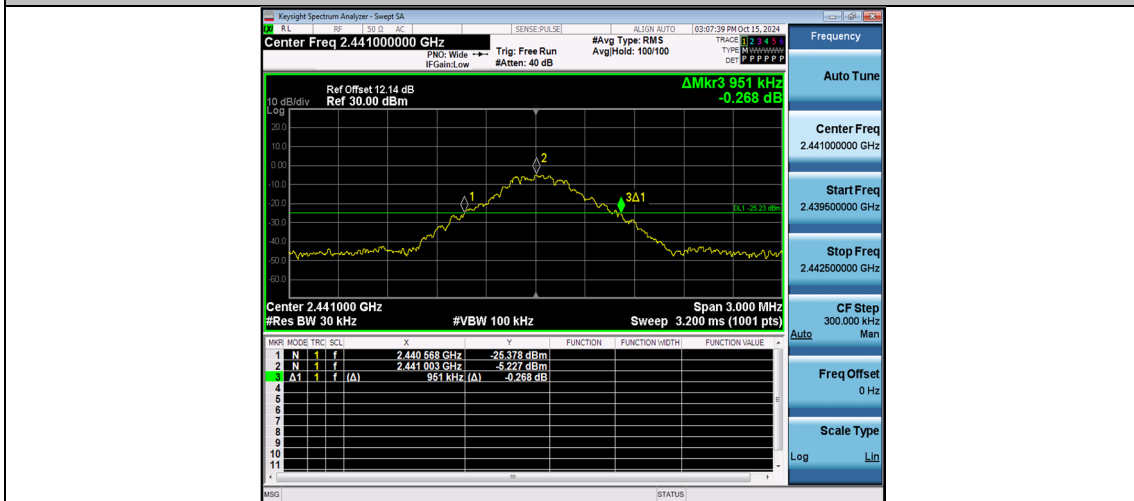 Keysight Spectrum Analyzer - Swept SA
RL RF 50 Ω AC SENSE:PULSE ALIGN AUTO 03:07:39 PM Oct 15, 2024
Center Freq 2.441000000 GHz
PNO: Wide
IFGain:Low
Trig: Free Run
#Atten: 40 dB
#Avg Type: RMS
Avg|Hold: 100/100
TRACE 1 2 3 4 5 6
TYPE M
DET P P P P P P
Ref Offset 12.14 dB
Ref 30.00 dBm
10 dB/div
Log
ΔMkr3 951 kHz
-0.268 dB
20.0
10.0
0.00
-10.0
-20.0
-30.0
-40.0
-50.0
-60.0
1
2
3Δ1
DL1 -25.23 dBm
Center 2.441000 GHz Span 3.000 MHz
#Res BW 30 kHz #VBW 100 kHz Sweep 3.200 ms (1001 pts)
MKR MODE TRC SCL X Y FUNCTION FUNCTION WIDTH FUNCTION VALUE
1 N 1 f 2.440 568 GHz -25.378 dBm
2 N 1 f 2.441 003 GHz -5.227 dBm
3 Δ1 1 f (Δ) 951 kHz (Δ) -0.268 dB
4
5
6
7
8
9
10
11
MSG STATUS
Frequency
Auto Tune
Center Freq
2.441000000 GHz
Start Freq
2.439500000 GHz
Stop Freq
2.442500000 GHz
CF Step
300.000 kHz
Auto Man
Freq Offset
0 Hz
Scale Type
Log Lin